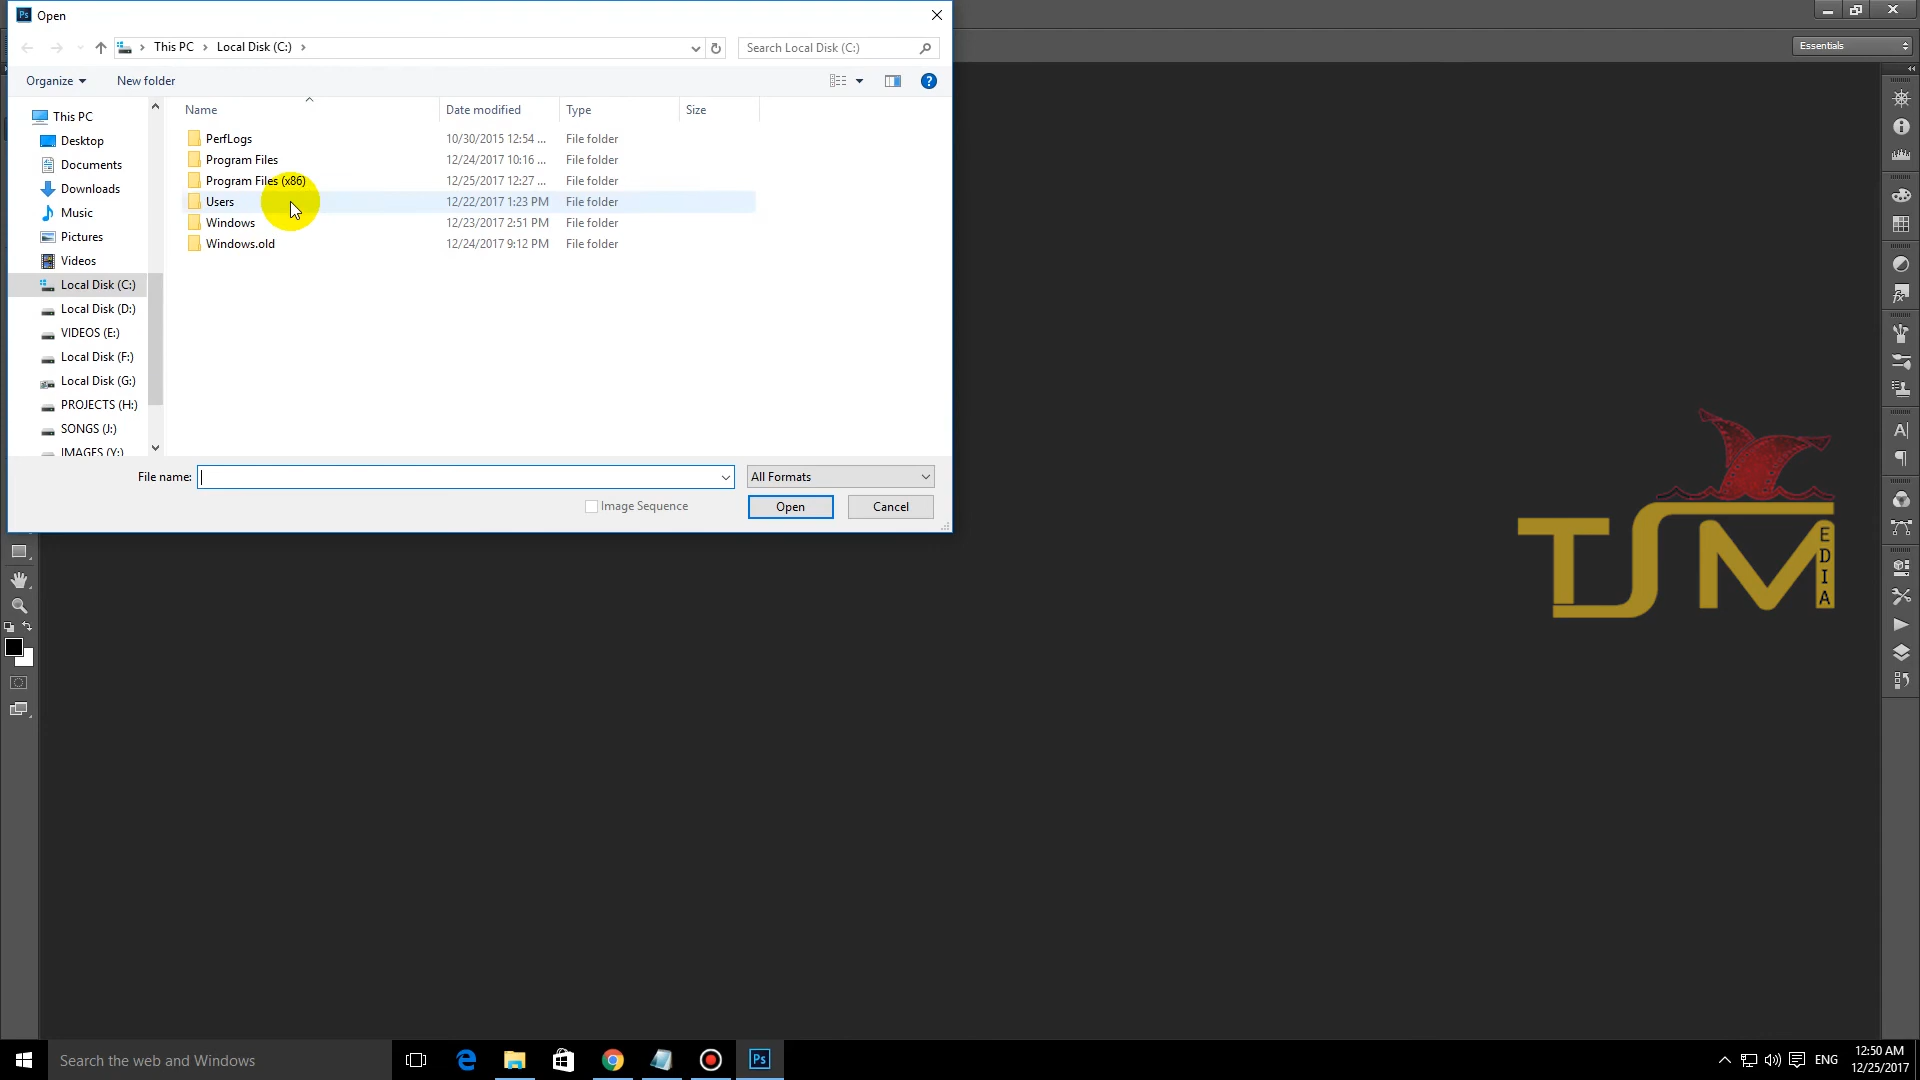 Ps Open
This PC > Local Disk (C:) >
Search Local Disk (C:)
Essentials
Organize New folder
Name Date modified Type Size
PerfLogs 10/30/2015 12:54 ... File folder
Program Files 12/24/2017 10:16 ... File folder
Program Files (x86) 12/25/2017 12:27 ... File folder
Users 12/22/2017 1:23 PM File folder
Windows 12/23/2017 2:51 PM File folder
Windows.old 12/24/2017 9:12 PM File folder
This PC
Desktop
Documents
Downloads
Music
Pictures
Videos
Local Disk (C:)
Local Disk (D:)
VIDEOS (E:)
Local Disk (F:)
Local Disk (G:)
PROJECTS (H:)
SONGS (J:)
IMAGES (Y:)
File name: All Formats
Image Sequence Open Cancel
TSMEDIA
Search the web and Windows
Ps
ENG
12:50 AM
12/25/2017